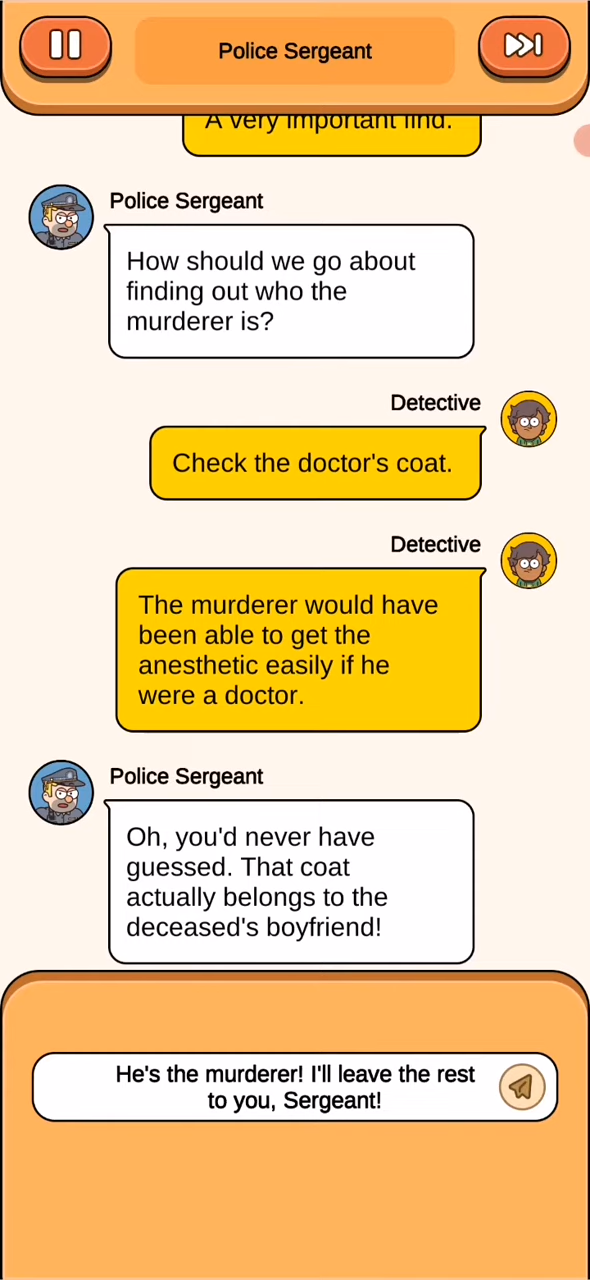 Police Sergeant
A very important find.
Police Sergeant
How should we go about
finding out who the
murderer is?
Detective
Check the doctor's coat.
Detective
The murderer would have
been able to get the
anesthetic easily if he
were a doctor.
Police Sergeant
Oh, you'd never have
guessed. That coat
actually belongs to the
deceased's boyfriend!
He's the murderer! I'll leave the rest
to you, Sergeant!